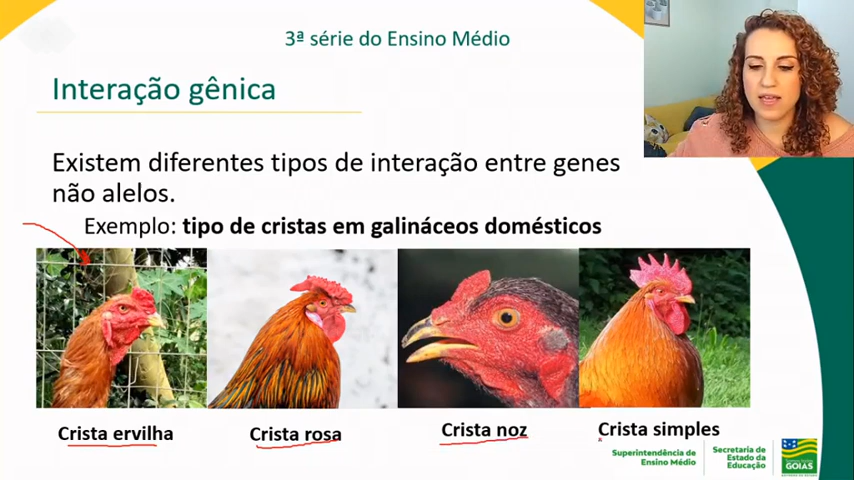 3ª série do Ensino Médio
Interação gênica
Existem diferentes tipos de interação entre genes
não alelos.
Exemplo: tipo de cristas em galináceos domésticos
Crista ervilha
Crista rosa
Crista noz
Crista simples
Superintendência de
Ensino Médio
Secretaria de
Estado da
Educação
GOIÁS